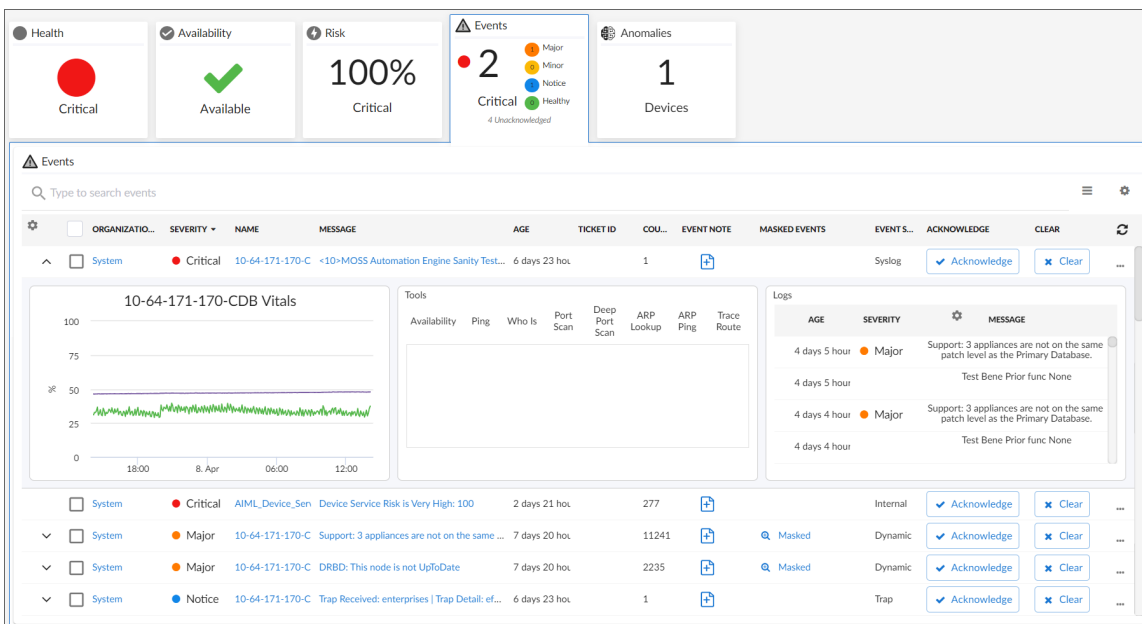 Health
Availability
Risk
Events
Anomalies
Critical
Available
100%
Critical
2
Critical
1 Major
0 Minor
1 Notice
0 Healthy
4 Unacknowledged
1
Devices
Events
Type to search events
ORGANIZATIO... SEVERITY NAME MESSAGE AGE TICKET ID COU... EVENT NOTE MASKED EVENTS EVENT S... ACKNOWLEDGE CLEAR
System Critical 10-64-171-170-C <10>MOSS Automation Engine Sanity Test... 6 days 23 hou 1 Syslog Acknowledge Clear ...
10-64-171-170-CDB Vitals
100
75
50
25
0
%
18:00 8. Apr 06:00 12:00
Tools
Availability Ping Who Is Port Scan Deep Port Scan ARP Lookup ARP Ping Trace Route
Logs
AGE SEVERITY MESSAGE
4 days 5 hour Major Support: 3 appliances are not on the same
patch level as the Primary Database.
4 days 5 hour Test Bene Prior func None
4 days 4 hour Major Support: 3 appliances are not on the same
patch level as the Primary Database.
4 days 4 hour Test Bene Prior func None
System Critical AIML_Device_Ser Device Service Risk is Very High: 100 2 days 21 hou 277 Internal Acknowledge Clear ...
System Major 10-64-171-170-C Support: 3 appliances are not on the same ... 7 days 20 hou 11241 Masked Dynamic Acknowledge Clear ...
System Major 10-64-171-170-C DRBD: This node is not UpToDate 7 days 20 hou 2235 Masked Dynamic Acknowledge Clear ...
System Notice 10-64-171-170-C Trap Received: enterprises | Trap Detail: ef... 6 days 23 hou 1 Trap Acknowledge Clear ...